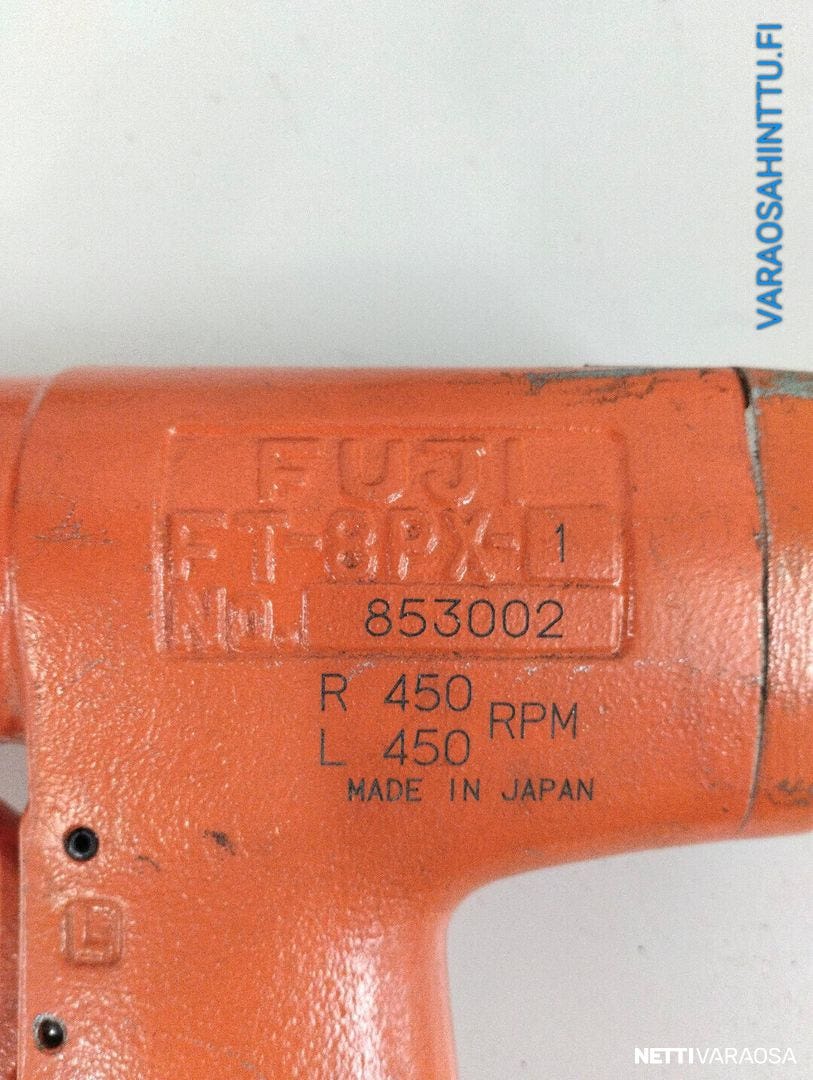 VARAOSAHINTTU.FI
FUJI
FT-8PX-1
No. 853002
R 450
L 450
RPM
MADE IN JAPAN
L
NETTIVARAOSA